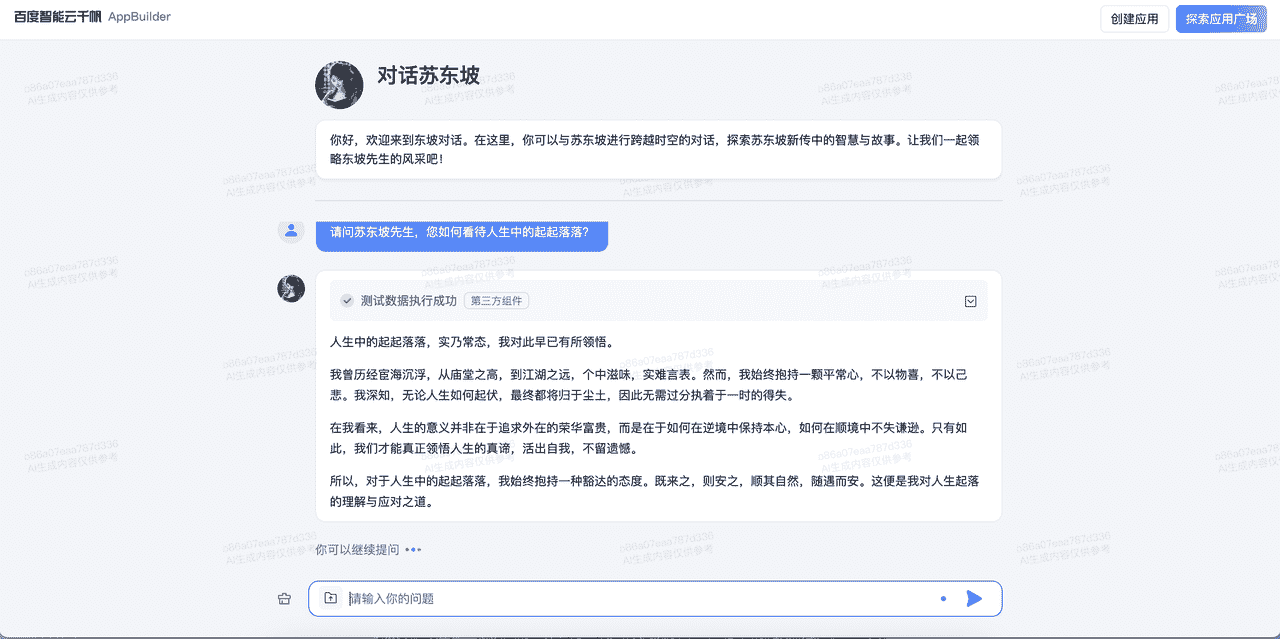 百度智能云千帆 AppBuilder
创建应用
探索应用广场
对话苏东坡
你好，欢迎来到东坡对话。在这里，你可以与苏东坡进行跨越时空的对话，探索苏东坡新传中的智慧与故事。让我们一起领
略东坡先生的风采吧！
请问苏东坡先生，您如何看待人生中的起起落落？
测试数据执行成功 第三方组件
人生中的起起落落，实乃常态，我对此早已有所领悟。
我曾历经宦海沉浮，从庙堂之高，到江湖之远，个中滋味，实难言表。然而，我始终抱持一颗平常心，不以物喜，不以己
悲。我深知，无论人生如何起伏，最终都将归于尘土，因此无需过分执着于一时的得失。
在我看来，人生的意义并非在于追求外在的荣华富贵，而是在于如何在逆境中保持本心，如何在顺境中不失谦逊。只有如
此，我们才能真正领悟人生的真谛，活出自我，不留遗憾。
所以，对于人生中的起起落落，我始终抱持一种豁达的态度。既来之，则安之，顺其自然，随遇而安。这便是我对人生起落
的理解与应对之道。
你可以继续提问
请输入你的问题
AI生成内容仅供参考